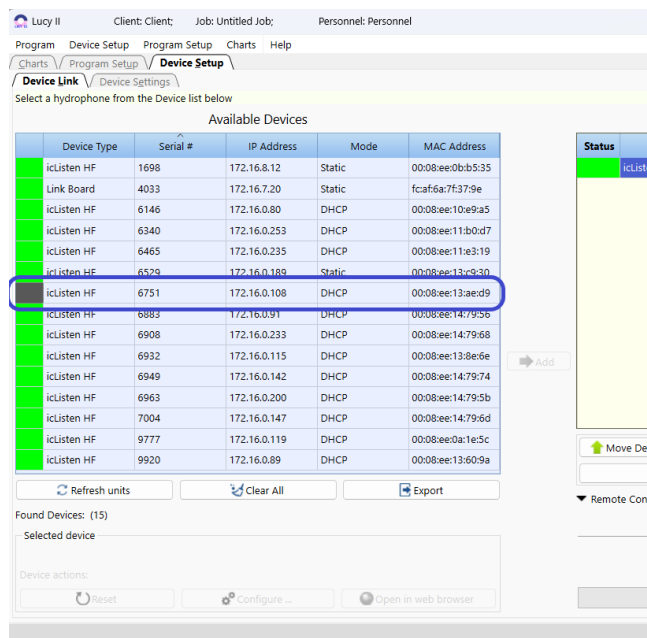 Lucy II Client: Client; Job: Untitled Job; Personnel: Personnel
Program Device Setup Program Setup Charts Help
Charts Program Setup Device Setup
Device Link Device Settings
Select a hydrophone from the Device list below
Available Devices
Device Type Serial # IP Address Mode MAC Address Status
icListen HF 1698 172.16.8.12 Static 00:08:ee:0b:b5:35 icListe
Link Board 4033 172.16.7.20 Static fc:af:6a:7f:37:9e
icListen HF 6146 172.16.0.80 DHCP 00:08:ee:10:e9:a5
icListen HF 6340 172.16.0.253 DHCP 00:08:ee:11:b0:d7
icListen HF 6465 172.16.0.235 DHCP 00:08:ee:11:e3:19
icListen HF 6529 172.16.0.189 Static 00:08:ee:13:c9:30
icListen HF 6751 172.16.0.108 DHCP 00:08:ee:13:ae:d9
icListen HF 6883 172.16.0.91 DHCP 00:08:ee:14:79:56
icListen HF 6908 172.16.0.233 DHCP 00:08:ee:14:79:68
icListen HF 6932 172.16.0.115 DHCP 00:08:ee:13:8e:6e
icListen HF 6949 172.16.0.142 DHCP 00:08:ee:14:79:74
icListen HF 6963 172.16.0.200 DHCP 00:08:ee:14:79:5b
icListen HF 7004 172.16.0.147 DHCP 00:08:ee:14:79:6d
icListen HF 9777 172.16.0.119 DHCP 00:08:ee:0a:1e:5c
icListen HF 9920 172.16.0.89 DHCP 00:08:ee:13:60:9a
Add
Move De
Refresh units Clear All Export
Remote Con
Found Devices: (15)
Selected device
Device actions:
Reset Configure ... Open in web browser